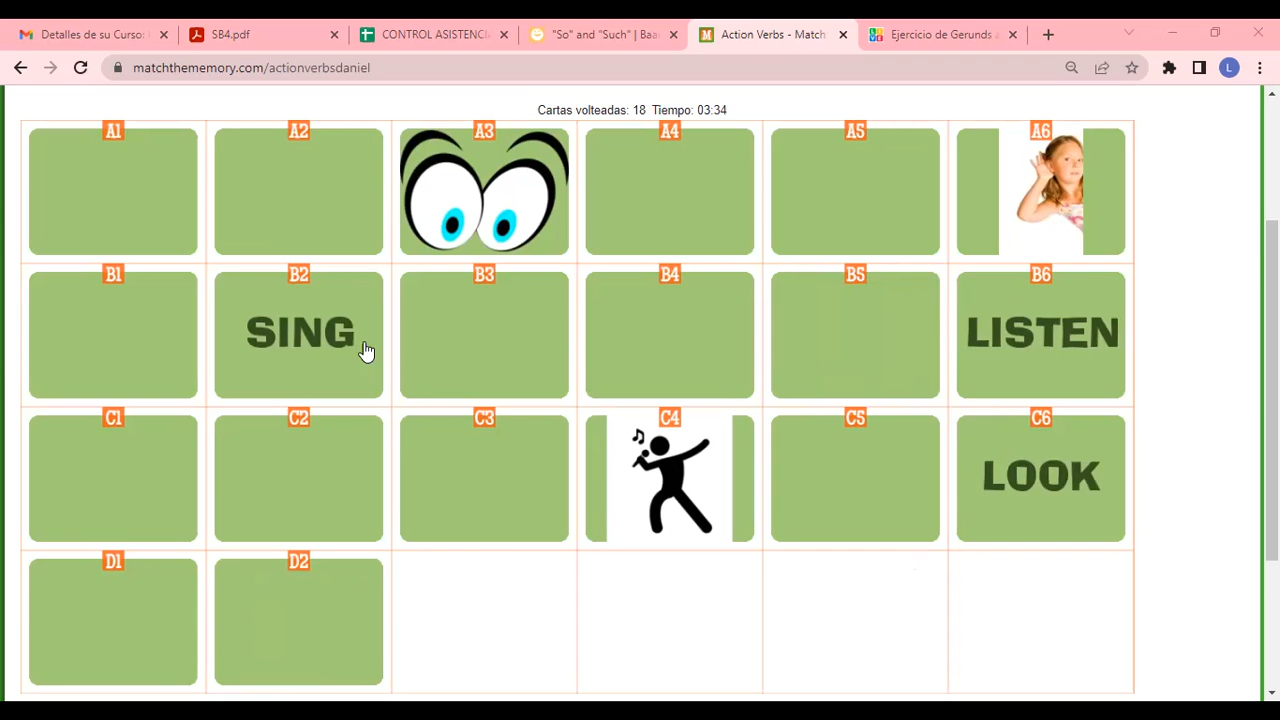 Detalles de su Curso:
SB4.pdf
CONTROL ASISTENCI
"So" and "Such" | Baa
Action Verbs - Match
Ejercicio de Gerunds a
matchthememory.com/actionverbsdaniel
L
Cartas volteadas: 18 Tiempo: 03:34
A1 A2 A3 A4 A5 A6
B1 B2 B3 B4 B5 B6
SING LISTEN
C1 C2 C3 C4 C5 C6
LOOK
D1 D2